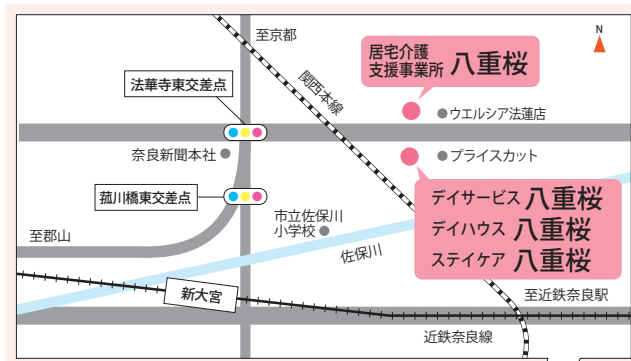 至京都
N
居宅介護
支援事業所 八重桜
法華寺東交差点
関西本線
ウエルシア法蓮店
奈良新聞本社
プライスカット
菰川橋東交差点
デイサービス 八重桜
デイハウス 八重桜
ステイケア 八重桜
市立佐保川
小学校
至郡山
佐保川
新大宮
至近鉄奈良駅
近鉄奈良線